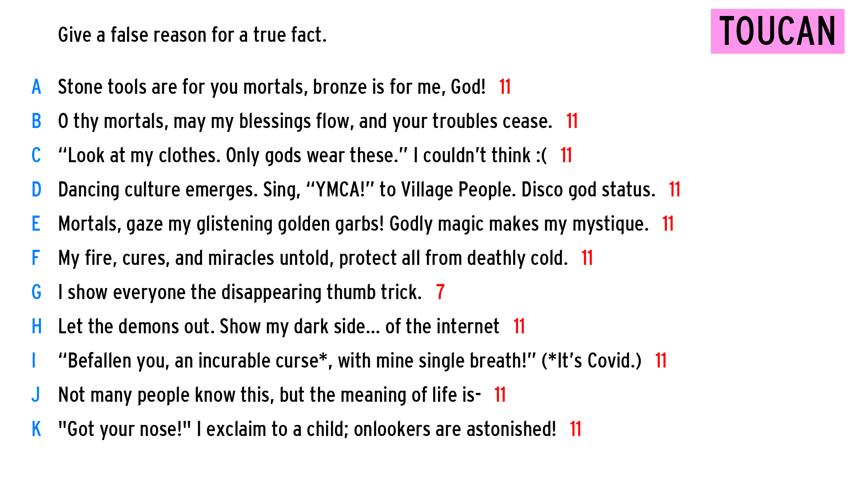 Give a false reason for a true fact.
TOUCAN
A Stone tools are for you mortals, bronze is for me, God! 11
B O thy mortals, may my blessings flow, and your troubles cease. 11
C “Look at my clothes. Only gods wear these.” I couldn’t think :( 11
D Dancing culture emerges. Sing, “YMCA!” to Village People. Disco god status. 11
E Mortals, gaze my glistening golden garbs! Godly magic makes my mystique. 11
F My fire, cures, and miracles untold, protect all from deathly cold. 11
G I show everyone the disappearing thumb trick. 7
H Let the demons out. Show my dark side... of the internet 11
I “Befallen you, an incurable curse*, with mine single breath!” (*It’s Covid.) 11
J Not many people know this, but the meaning of life is- 11
K "Got your nose!" I exclaim to a child; onlookers are astonished! 11